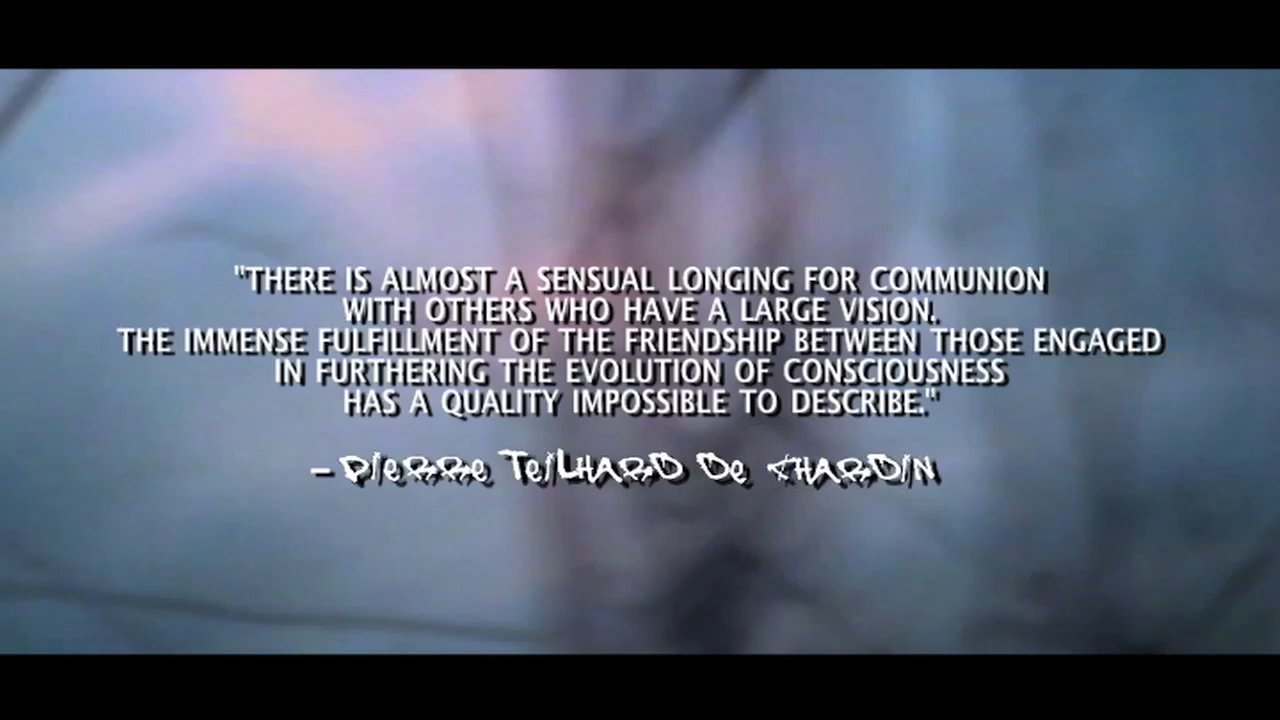 "THERE IS ALMOST A SENSUAL LONGING FOR COMMUNION
WITH OTHERS WHO HAVE A LARGE VISION.
THE IMMENSE FULFILLMENT OF THE FRIENDSHIP BETWEEN THOSE ENGAGED
IN FURTHERING THE EVOLUTION OF CONSCIOUSNESS
HAS A QUALITY IMPOSSIBLE TO DESCRIBE."
– PIERRE TEILHARD DE CHARDIN